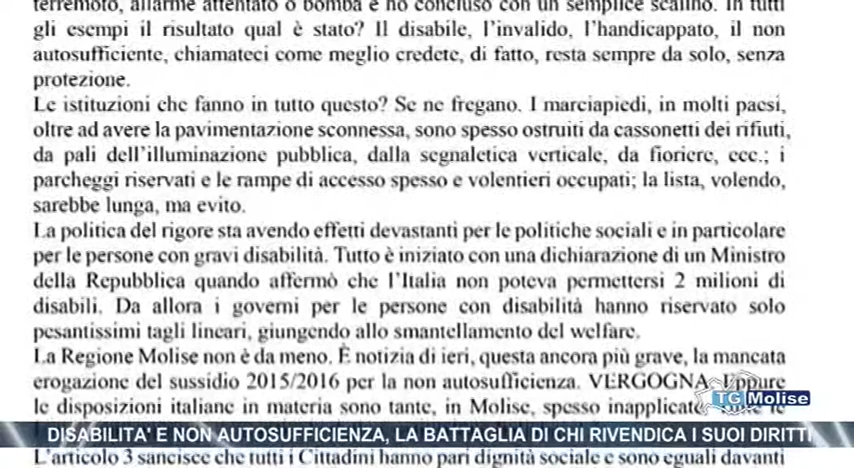 terremoto, allarme attentato o bomba e ho concluso con un semplice scalino. In tutti
gli esempi il risultato qual è stato? Il disabile, l'invalido, l'handicappato, il non
autosufficiente, chiamateci come meglio credete, di fatto, resta sempre da solo, senza
protezione.
Le istituzioni che fanno in tutto questo? Se ne fregano. I marciapiedi, in molti paesi,
oltre ad avere la pavimentazione sconnessa, sono spesso ostruiti da cassonetti dei rifiuti,
da pali dell'illuminazione pubblica, dalla segnaletica verticale, da fioriere, ecc.; i
parcheggi riservati e le rampe di accesso spesso e volentieri occupati; la lista, volendo,
sarebbe lunga, ma evito.
La politica del rigore sta avendo effetti devastanti per le politiche sociali e in particolare
per le persone con gravi disabilità. Tutto è iniziato con una dichiarazione di un Ministro
della Repubblica quando affermò che l'Italia non poteva permettersi 2 milioni di
disabili. Da allora i governi per le persone con disabilità hanno riservato solo
pesantissimi tagli lineari, giungendo allo smantellamento del welfare.
La Regione Molise non è da meno. È notizia di ieri, questa ancora più grave, la mancata
erogazione del sussidio 2015/2016 per la non autosufficienza. VERGOGNA. Eppure
le disposizioni italiane in materia sono tante, in Molise, spesso inapplicate
TG Molise
DISABILITA' E NON AUTOSUFFICIENZA, LA BATTAGLIA DI CHI RIVENDICA I SUOI DIRITTI
L'articolo 3 sancisce che tutti i Cittadini hanno pari dignità sociale e sono eguali davanti